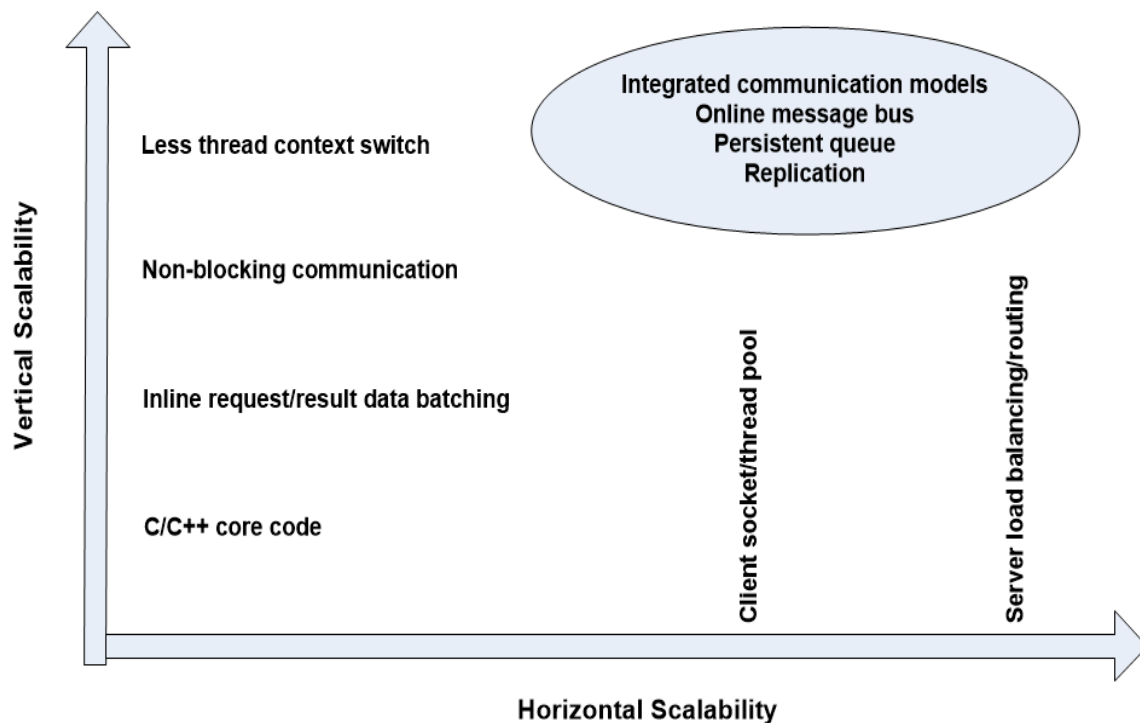 Integrated communication models
Online message bus
Persistent queue
Replication
Less thread context switch
Non-blocking communication
Inline request/result data batching
C/C++ core code
Vertical Scalability
Client socket/thread pool
Server load balancing/routing
Horizontal Scalability